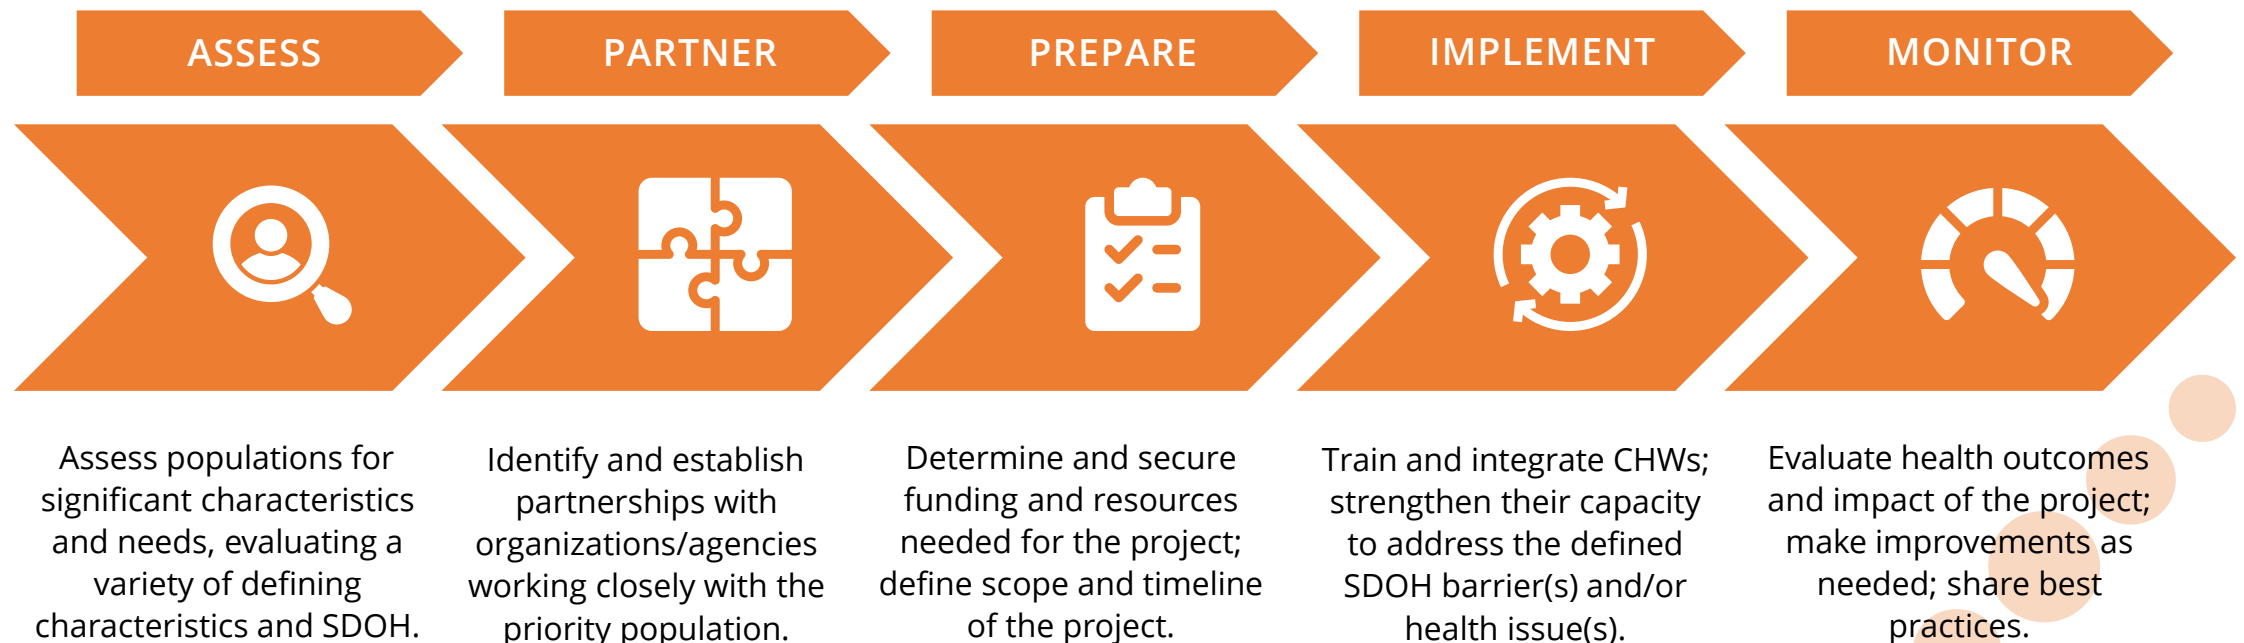 ASSESS
PARTNER
PREPARE
IMPLEMENT
MONITOR
Assess populations for
significant characteristics
and needs, evaluating a
variety of defining
characteristics and SDOH.
Identify and establish
partnerships with
organizations/agencies
working closely with the
priority population.
Determine and secure
funding and resources
needed for the project;
define scope and timeline
of the project.
Train and integrate CHWs;
strengthen their capacity
to address the defined
SDOH barrier(s) and/or
health issue(s).
Evaluate health outcomes
and impact of the project;
make improvements as
needed; share best
practices.